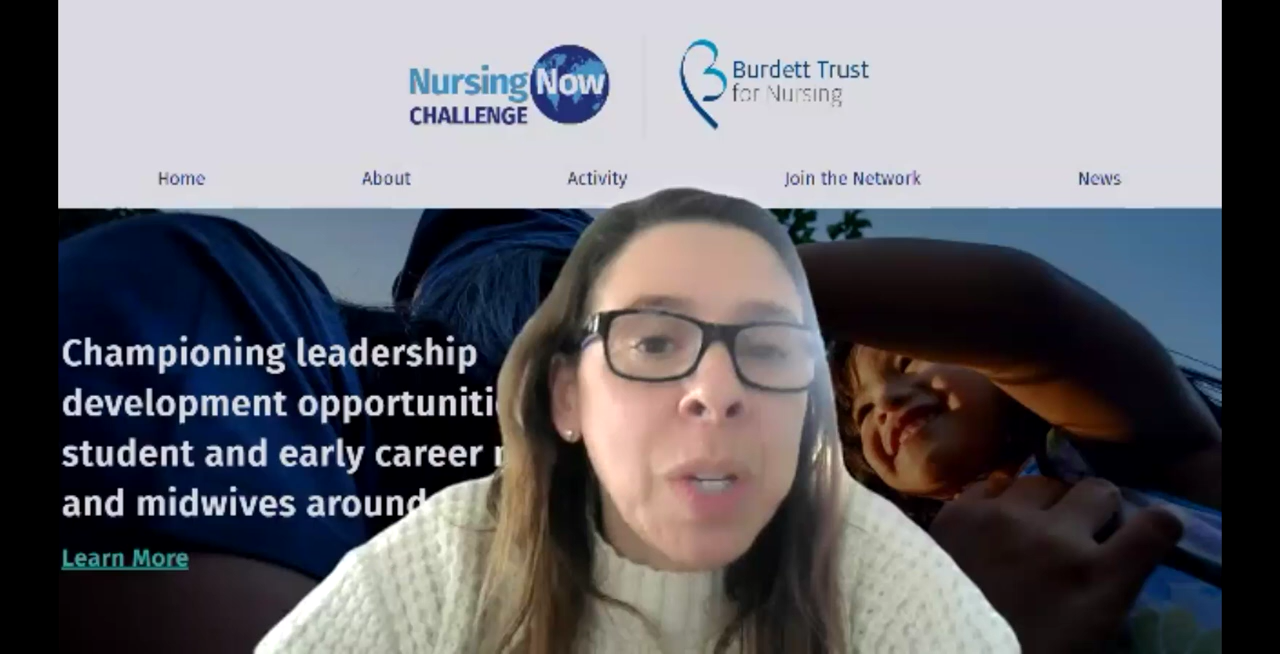 Nursing Now
CHALLENGE
Burdett Trust
for Nursing
Home About Activity Join the Network News
Championing leadership
development
student and early career
and midwives around
Learn More